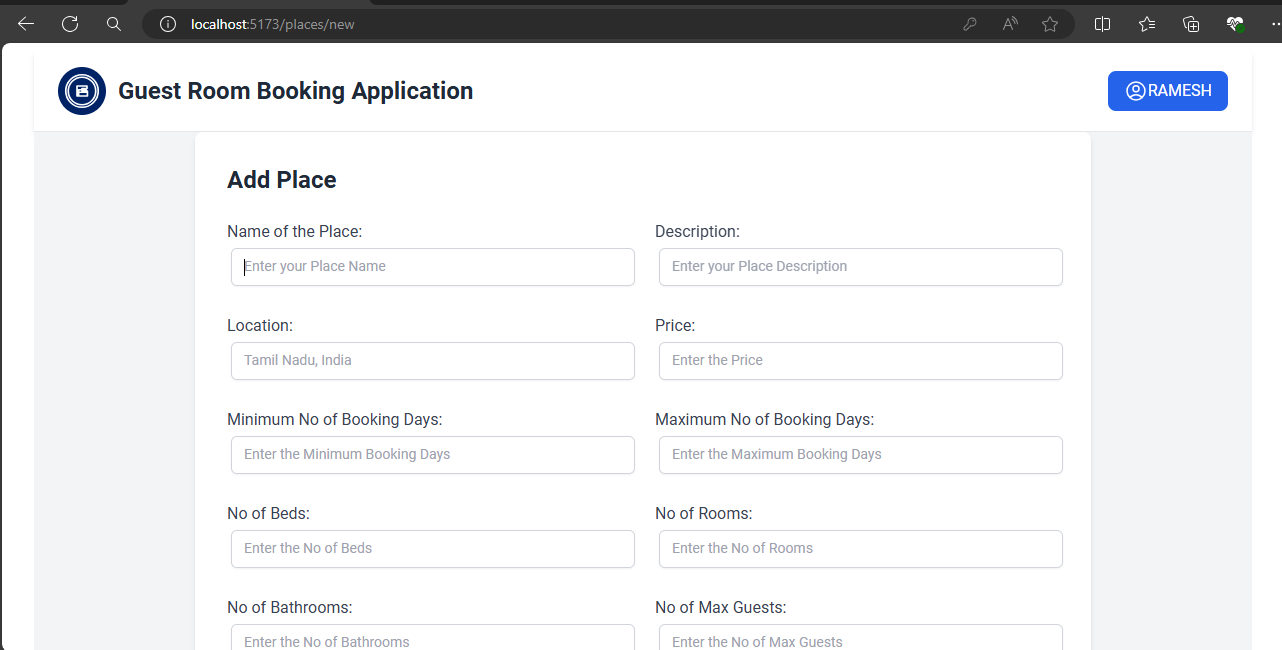 localhost:5173/places/new
Guest Room Booking Application
RAMESH
Add Place
Name of the Place:
Description:
Enter your Place Name
Enter your Place Description
Location:
Price:
Tamil Nadu, India
Enter the Price
Minimum No of Booking Days:
Maximum No of Booking Days:
Enter the Minimum Booking Days
Enter the Maximum Booking Days
No of Beds:
No of Rooms:
Enter the No of Beds
Enter the No of Rooms
No of Bathrooms:
No of Max Guests:
Enter the No of Bathrooms
Enter the No of Max Guests